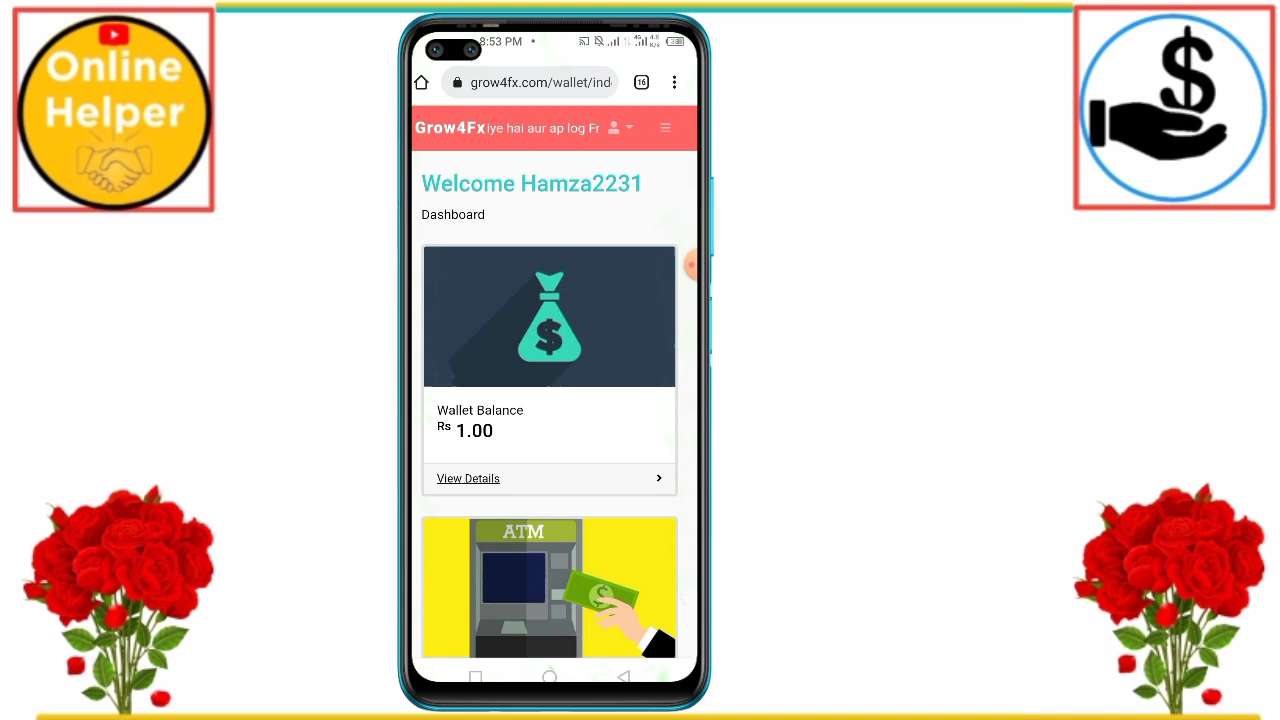 Online
Helper
8:53 PM
grow4fx.com/wallet/ind
16
Grow4Fx iye hai aur ap log Fr
Welcome Hamza2231
Dashboard
$
Wallet Balance
Rs 1.00
View Details
ATM
$
$